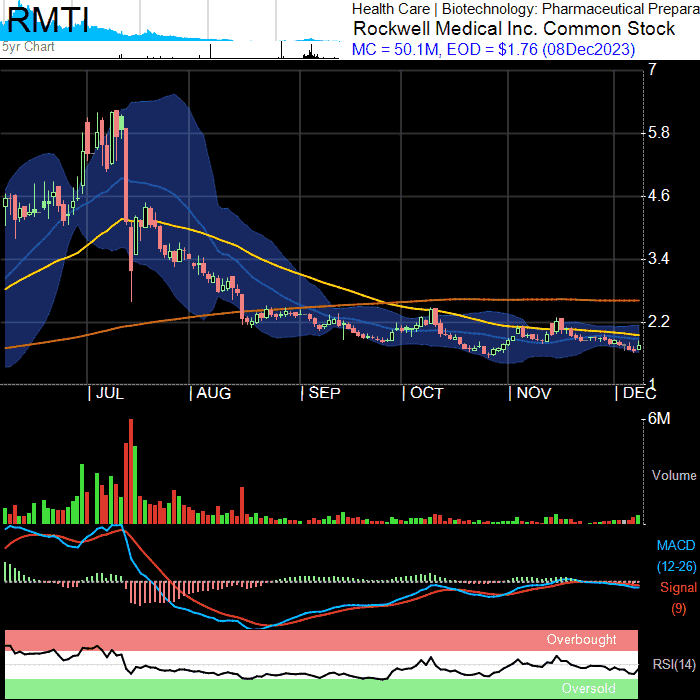 RMTI
Health Care | Biotechnology: Pharmaceutical Prepara
Rockwell Medical Inc. Common Stock
MC = 50.1M, EOD = $1.76 (08Dec2023)
5yr Chart
7
5.8
4.6
3.4
2.2
1
JUL AUG SEP OCT NOV DEC
6M
Volume
MACD
(12-26)
Signal
(9)
Overbought
RSI(14)
Oversold